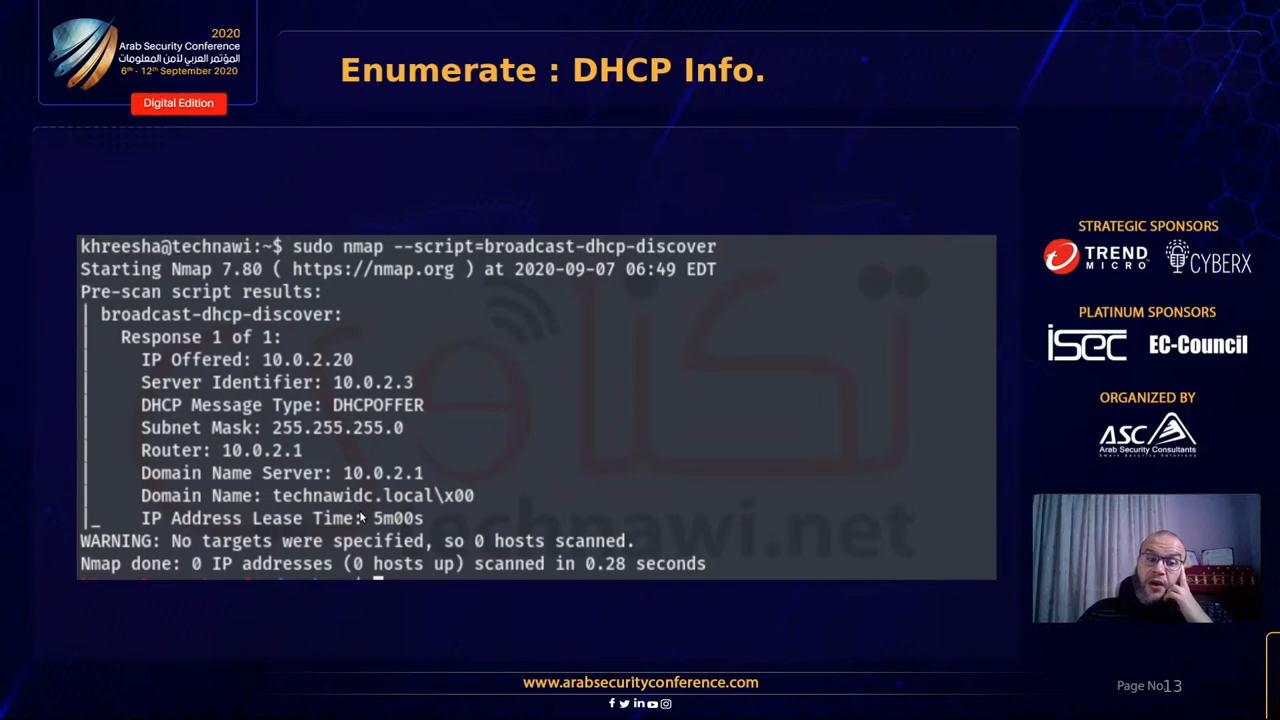 2020
Arab Security Conference
المؤتمر العربي لأمن المعلومات
6th - 12th September 2020
Digital Edition
Enumerate : DHCP Info.
khreesha@technawi:~$ sudo nmap --script=broadcast-dhcp-discover
Starting Nmap 7.80 ( https://nmap.org ) at 2020-09-07 06:49 EDT
Pre-scan script results:
| broadcast-dhcp-discover:
|   Response 1 of 1:
|     IP Offered: 10.0.2.20
|     Server Identifier: 10.0.2.3
|     DHCP Message Type: DHCPOFFER
|     Subnet Mask: 255.255.255.0
|     Router: 10.0.2.1
|     Domain Name Server: 10.0.2.1
|     Domain Name: technawidc.local\x00
|_    IP Address Lease Time: 5m00s
WARNING: No targets were specified, so 0 hosts scanned.
Nmap done: 0 IP addresses (0 hosts up) scanned in 0.28 seconds
technawi.net
STRATEGIC SPONSORS
TREND MICRO
CYBERX
PLATINUM SPONSORS
isec
EC-Council
ORGANIZED BY
ASC
Arab Security Consultants
Smart Security Solutions
www.arabsecurityconference.com
Page No13